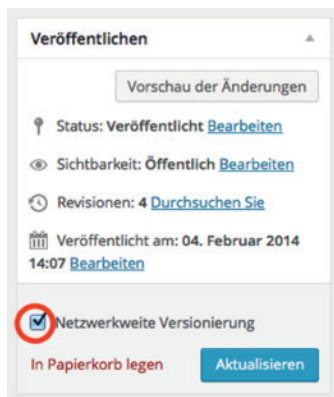 Veröffentlichen
Vorschau der Änderungen
Status: Veröffentlicht Bearbeiten
Sichtbarkeit: Öffentlich Bearbeiten
Revisionen: 4 Durchsuchen Sie
Veröffentlicht am: 04. Februar 2014
14:07 Bearbeiten
Netzwerkweite Versionierung
In Papierkorb legen
Aktualisieren